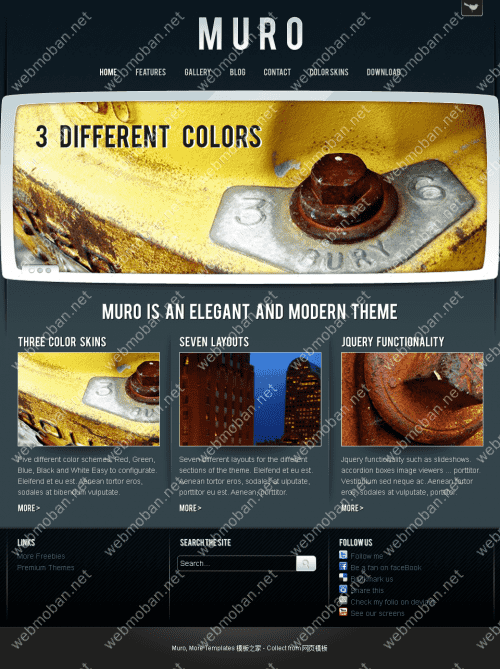 MURO
HOME FEATURES GALLERY BLOG CONTACT COLOR SKINS DOWNLOAD
3 DIFFERENT COLORS
3 6
URY
MURO IS AN ELEGANT AND MODERN THEME
THREE COLOR SKINS
Five different color schemes, Red, Green,
Blue, Black and White Easy to configurate.
Eleifend et eu est. Aenean tortor eros,
sodales at bibendum vulputate.
MORE >
SEVEN LAYOUTS
Seven different layouts for the different
sections of the theme. Eleifend et eu est.
Aenean tortor eros, sodales at ulputate,
porttitor eu est. Aenean porttitor.
MORE >
JQUERY FUNCTIONALITY
Jquery functionality such as slideshows.
accordion boxes image viewers ... porttitor.
Vestibulum sed neque ac. Aenean tortor
eros, sodales at vulputate, porttitor.
MORE >
LINKS
More Freebies
Premium Themes
SEARCH THE SITE
Search...
FOLLOW US
Follow me
Be a fan on faceBook
Bookmark us
Share this
Check my folio on devian
See our screens
Muro, More Templates 模板之家 - Collect from 网页模板
webmoban.net